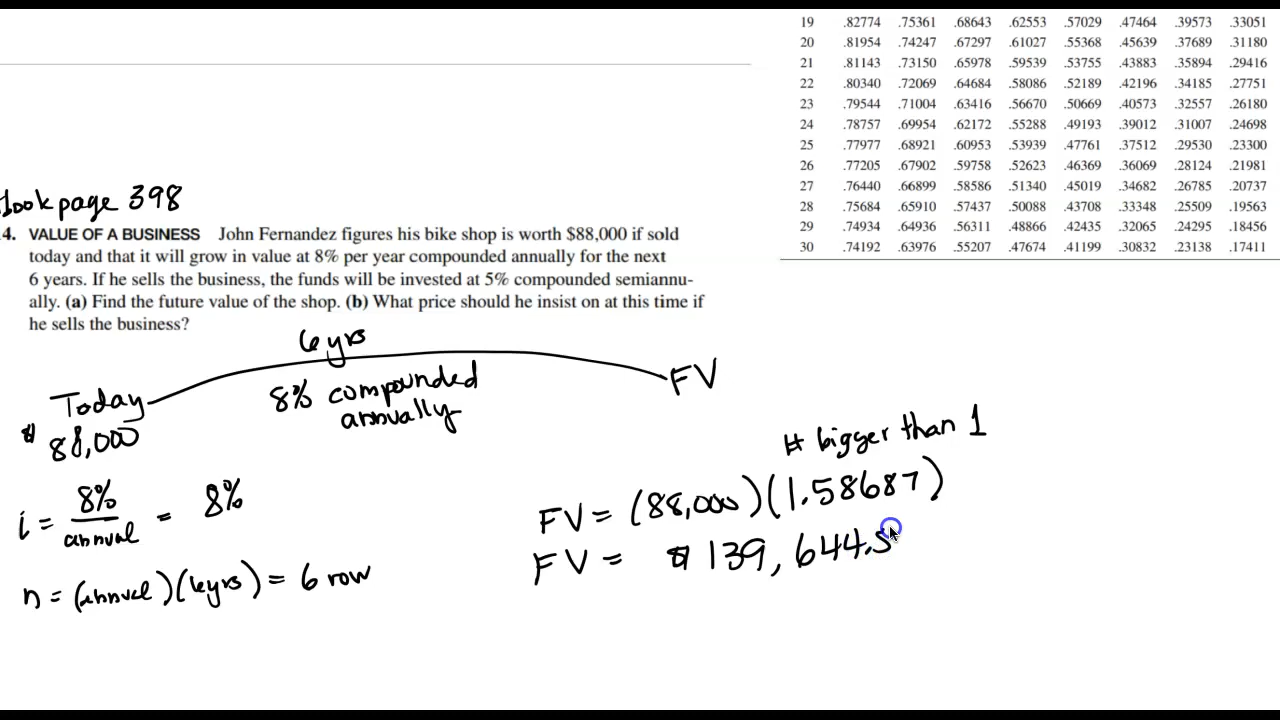 19 .82774 .75361 .68643 .62553 .57029 .47464 .39573 .33051
20 .81954 .74247 .67297 .61027 .55368 .45639 .37689 .31180
21 .81143 .73150 .65978 .59539 .53755 .43883 .35894 .29416
22 .80340 .72069 .64684 .58086 .52189 .42196 .34185 .27751
23 .79544 .71004 .63416 .56670 .50669 .40573 .32557 .26180
24 .78757 .69954 .62172 .55288 .49193 .39012 .31007 .24698
25 .77977 .68921 .60953 .53939 .47761 .37512 .29530 .23300
26 .77205 .67902 .59758 .52623 .46369 .36069 .28124 .21981
27 .76440 .66899 .58586 .51340 .45019 .34682 .26785 .20737
28 .75684 .65910 .57437 .50088 .43708 .33348 .25509 .19563
29 .74934 .64936 .56311 .48866 .42435 .32065 .24295 .18456
30 .74192 .63976 .55207 .47674 .41199 .30832 .23138 .17411
look page 398
4. VALUE OF A BUSINESS John Fernandez figures his bike shop is worth $88,000 if sold
today and that it will grow in value at 8% per year compounded annually for the next
6 years. If he sells the business, the funds will be invested at 5% compounded semiannu-
ally. (a) Find the future value of the shop. (b) What price should he insist on at this time if
he sells the business?
6 yrs
Today 8% compounded annually FV
$ 88,000
# bigger than 1
i = 8% / annual = 8%
FV = (88,000)(1.58687)
FV = $ 139,644.5
n = (annual)(6yrs) = 6 row